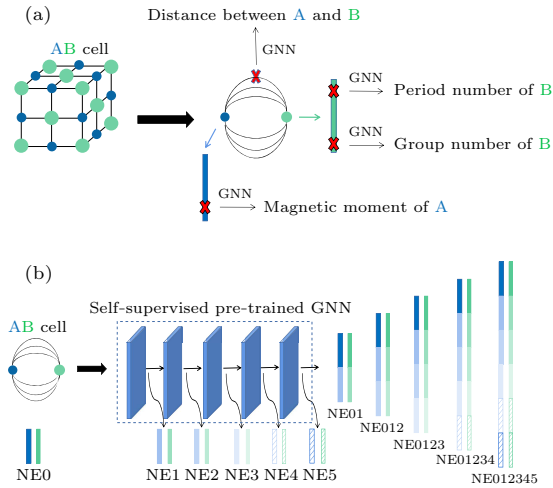 (a)
Distance between A and B
GNN
AB cell
GNN
Period number of B
GNN
Group number of B
GNN
Magnetic moment of A
(b)
Self-supervised pre-trained GNN
AB cell
NE0
NE1
NE2
NE3
NE4
NE5
NE01
NE012
NE0123
NE01234
NE012345